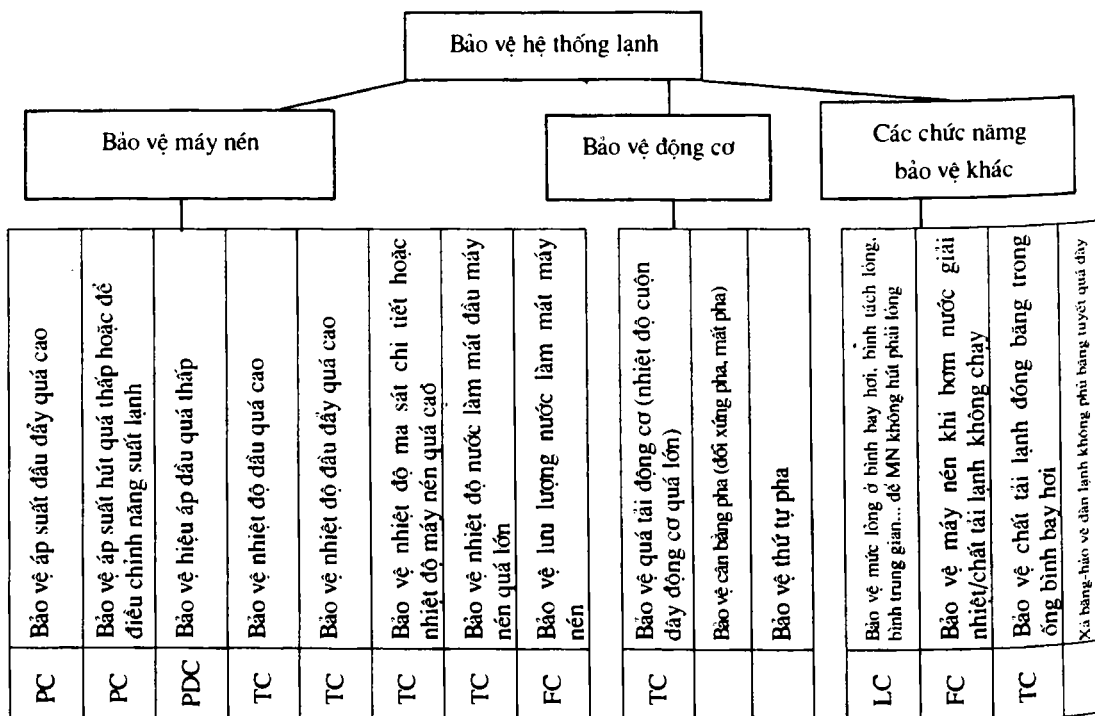 Bảo vệ hệ thống lạnh
Bảo vệ máy nén
Bảo vệ động cơ
Các chức nămg
bảo vệ khác
Bảo vệ áp suất đầu đẩy quá cao
PC
Bảo vệ áp suất hút quá thấp hoặc để
điều chỉnh năng suất lạnh
PC
Bảo vệ hiệu áp dầu quá thấp
PDC
Bảo vệ nhiệt độ dầu quá cao
TC
Bảo vệ nhiệt độ đầu đẩy quá cao
TC
Bảo vệ nhiệt độ ma sát chi tiết hoặc
nhiệt độ máy nén quá caớ
TC
Bảo vệ nhiệt độ nước làm mát đầu máy
nén quá lớn
TC
Bảo vệ lưu lượng nước làm mát máy
nén
FC
Bảo vệ quá tải động cơ (nhiệt độ cuộn
dây động cơ quá lớn)
TC
Bảo vệ cân bằng pha (đối xứng pha, mất pha)
Bảo vệ thứ tự pha
Bảo vệ mức lỏng ở bình bay hơi, bình tách lỏng,
bình trung gian... để MN không hút phải lỏng
LC
Bảo vệ máy nén khi bơm nước giải
nhiệt/chất tải lạnh không chạy
FC
Bảo vệ chất tải lạnh đóng băng trong
ống bình bay hơi
TC
Xả băng-bảo vệ dàn lạnh không phủ băng tuyết quá dày